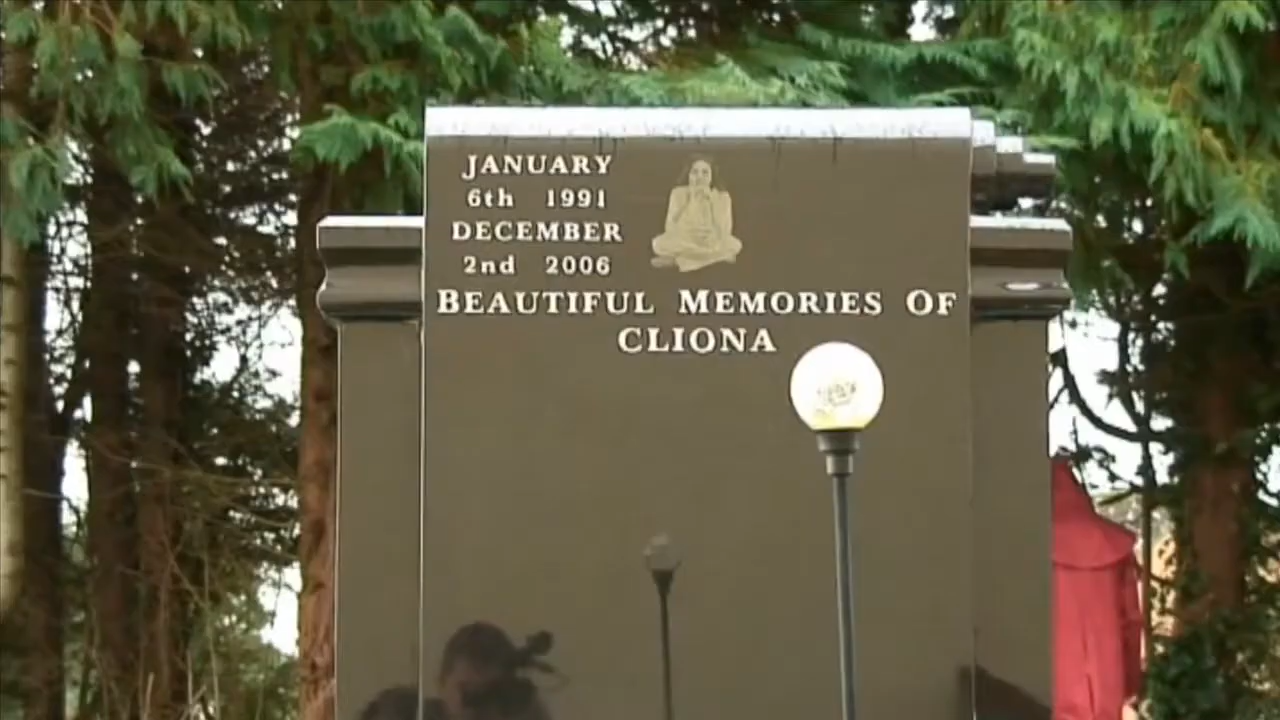 JANUARY
6th 1991
DECEMBER
2nd 2006
BEAUTIFUL MEMORIES OF
CLIONA